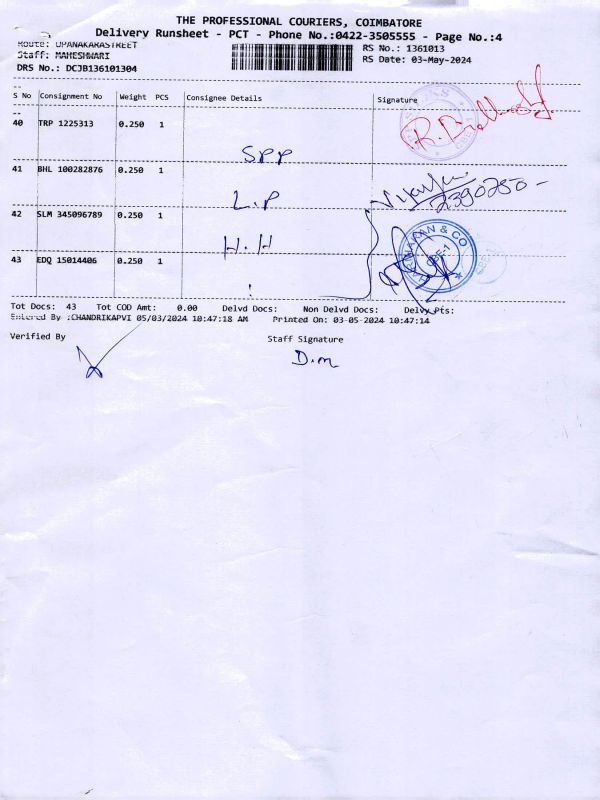 THE PROFESSIONAL COURIERS, COIMBATORE
Delivery Runsheet - PCT - Phone No.:0422-3505555 - Page No.:4
Route: UPANAKARASTREET
RS No.: 1361013
Staff: MAHESHWARI
RS Date: 03-May-2024
DRS No.: DCJB136101304
S No Consignment No Weight PCS Consignee Details Signature
40 TRP 1225313 0.250 1
SPP
41 BHL 100282876 0.250 1
L.P
2390250 -
42 SLM 345096789 0.250 1
H.H
& CO
CBE-1
43 EDQ 15014406 0.250 1
Tot Docs: 43 Tot COD Amt: 0.00 Delvd Docs: Non Delvd Docs: Delvy Pts:
Entered By :CHANDRIKAPVI 05/03/2024 10:47:18 AM Printed On: 03-05-2024 10:47:14
Verified By
Staff Signature
D.m